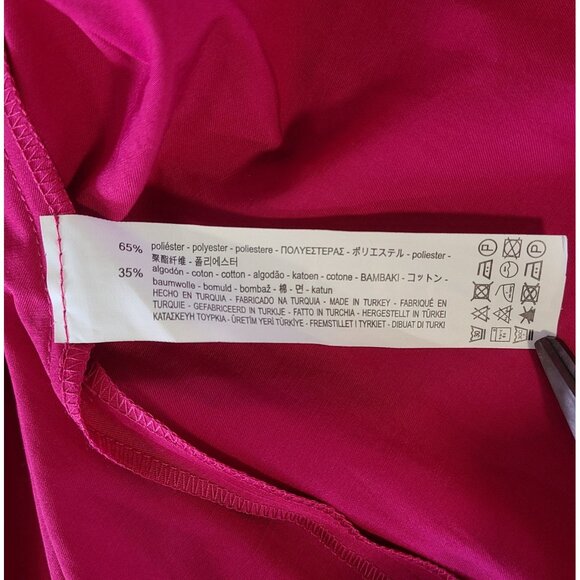 65% poliéster - polyester - poliestere - ΠΟΛΥΕΣΤΕΡΑΣ - ポリエステル - poliester -
聚酯纤维 - 폴리에스터
35% algodón - coton - cotton - algodão - katoen - cotone - BAMBAKI - コットン -
baumwolle - bomuld - bombaž - 棉 - 면 - katun
HECHO EN TURQUIA - FABRICADO NA TURQUIA - MADE IN TURKEY - FABRIQUÉ EN
TURQUIE - GEFABRICEERD IN TURKIJE - FATTO IN TURCHIA - HERGESTELLT IN TÜRKEI
ΚΑΤΑΣΚΕΥΗ ΤΟΥΡΚΙΑ - ÜRETİM YERİ TÜRKİYE - FREMSTILLET I TYRKIET - DIBUAT DI TURKI
P
P